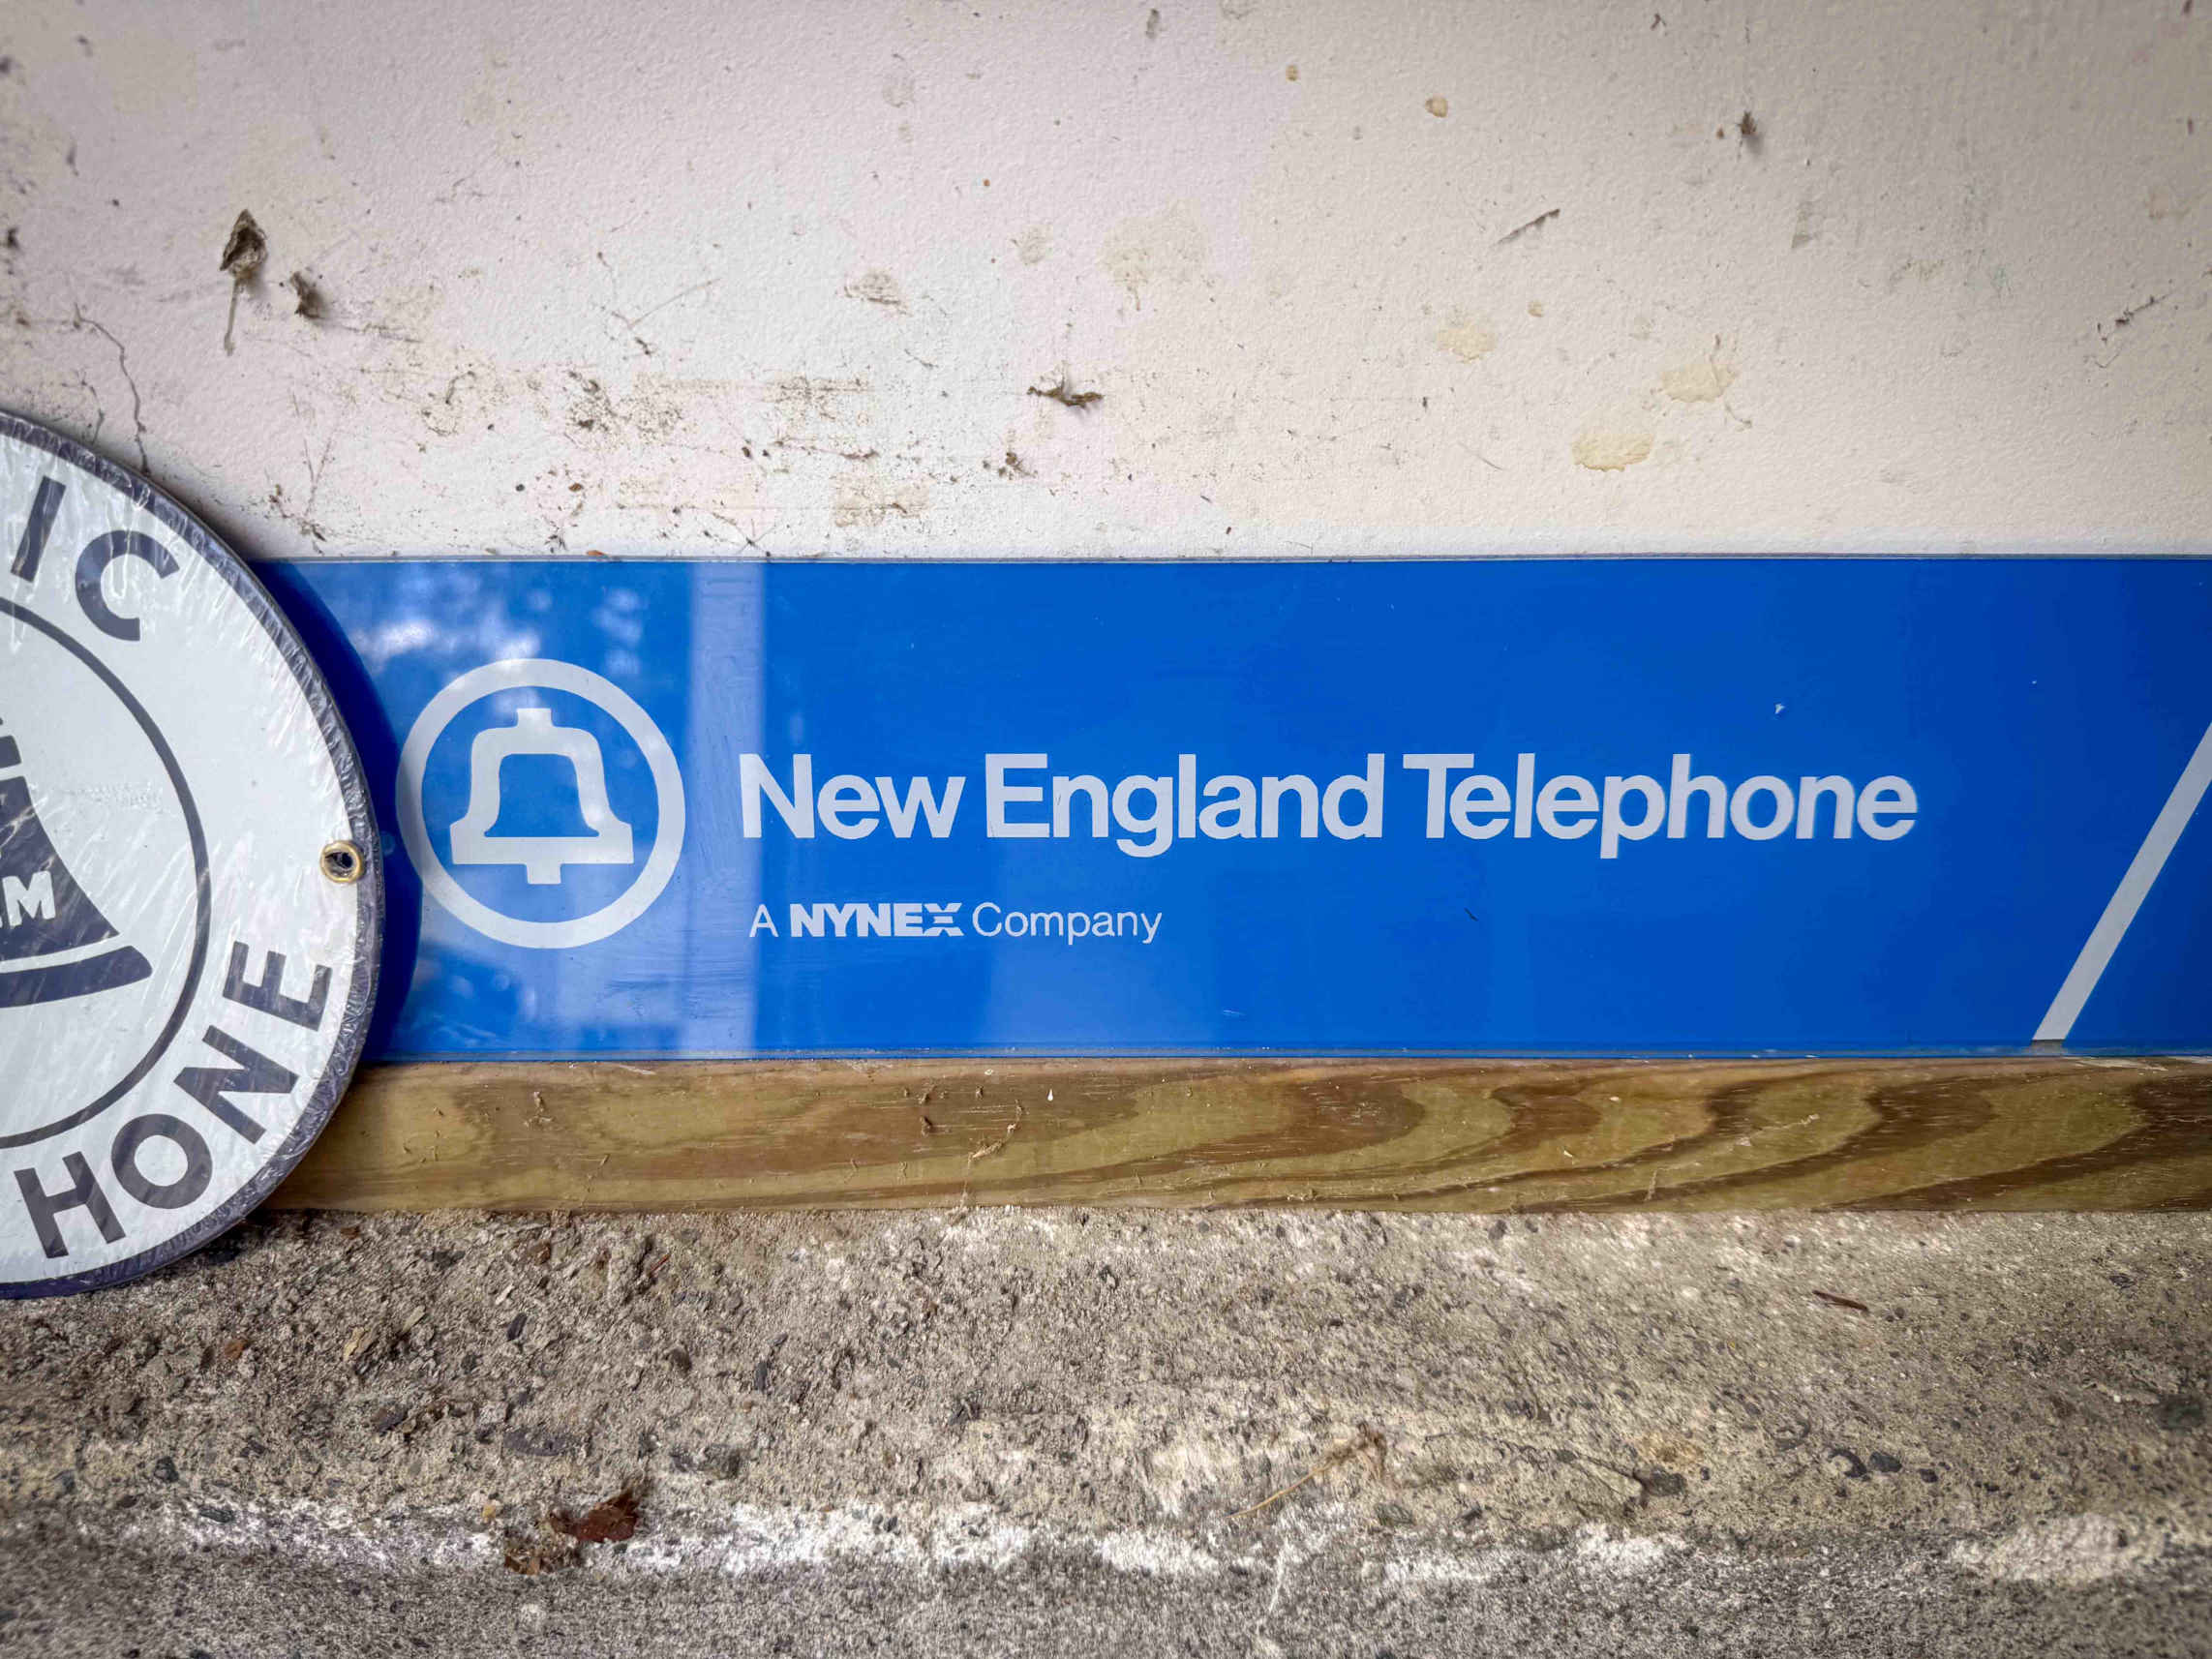 IC
.M
HONE
New England Telephone
A NYNEX Company